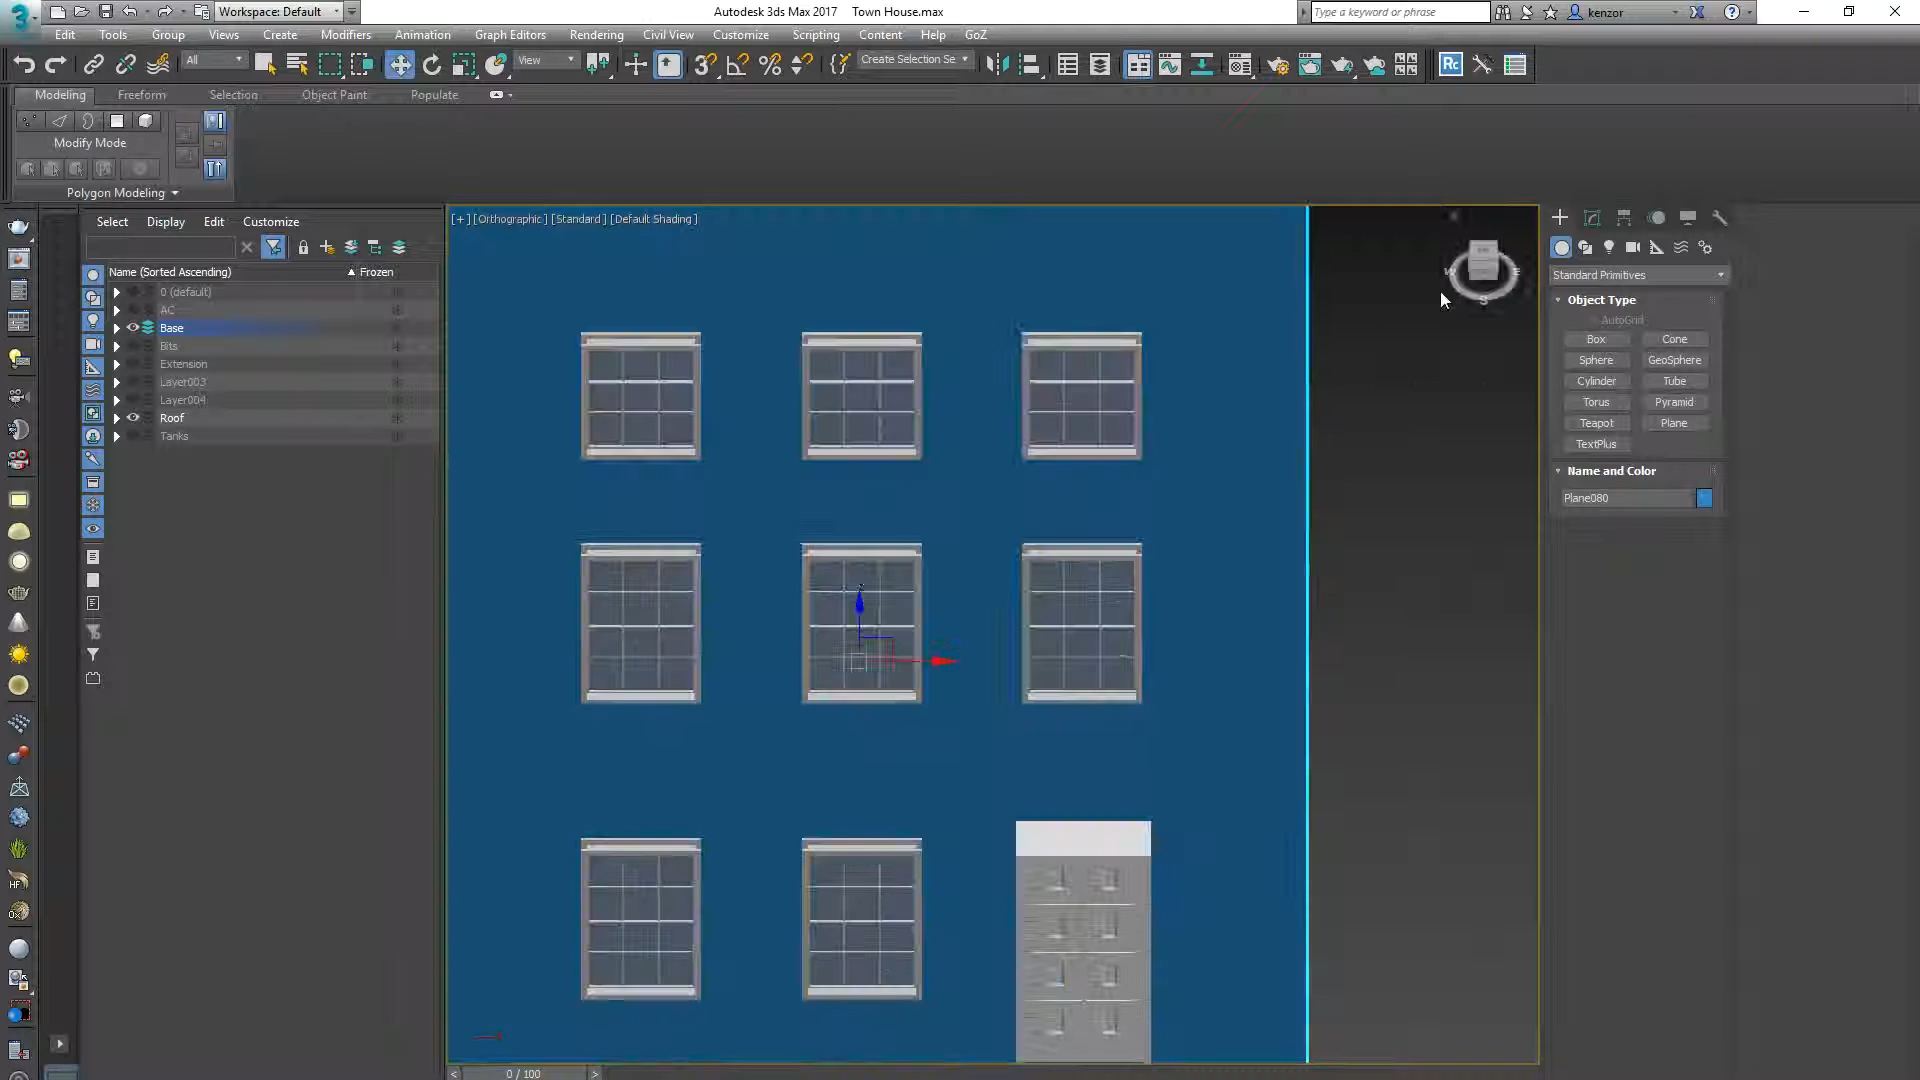 3 Workspace: Default Autodesk 3ds Max 2017 Town House.max Type a keyword or phrase kenzor
Edit Tools Group Views Create Modifiers Animation Graph Editors Rendering Civil View Customize Scripting Content Help GoZ
All View Create Selection Se Rc
Modeling Freeform Selection Object Paint Populate
Modify Mode
Polygon Modeling
Select Display Edit Customize
[+] [Orthographic] [Standard] [Default Shading]
Name (Sorted Ascending) Frozen
0 (default)
AC
Base
Bits
Extension
Layer003
Layer004
Roof
Tanks
W E
S
Standard Primitives
Object Type
AutoGrid
Box Cone
Sphere GeoSphere
Cylinder Tube
Torus Pyramid
Teapot Plane
TextPlus
Name and Color
Plane080
HF
Ox
< 0 / 100 >